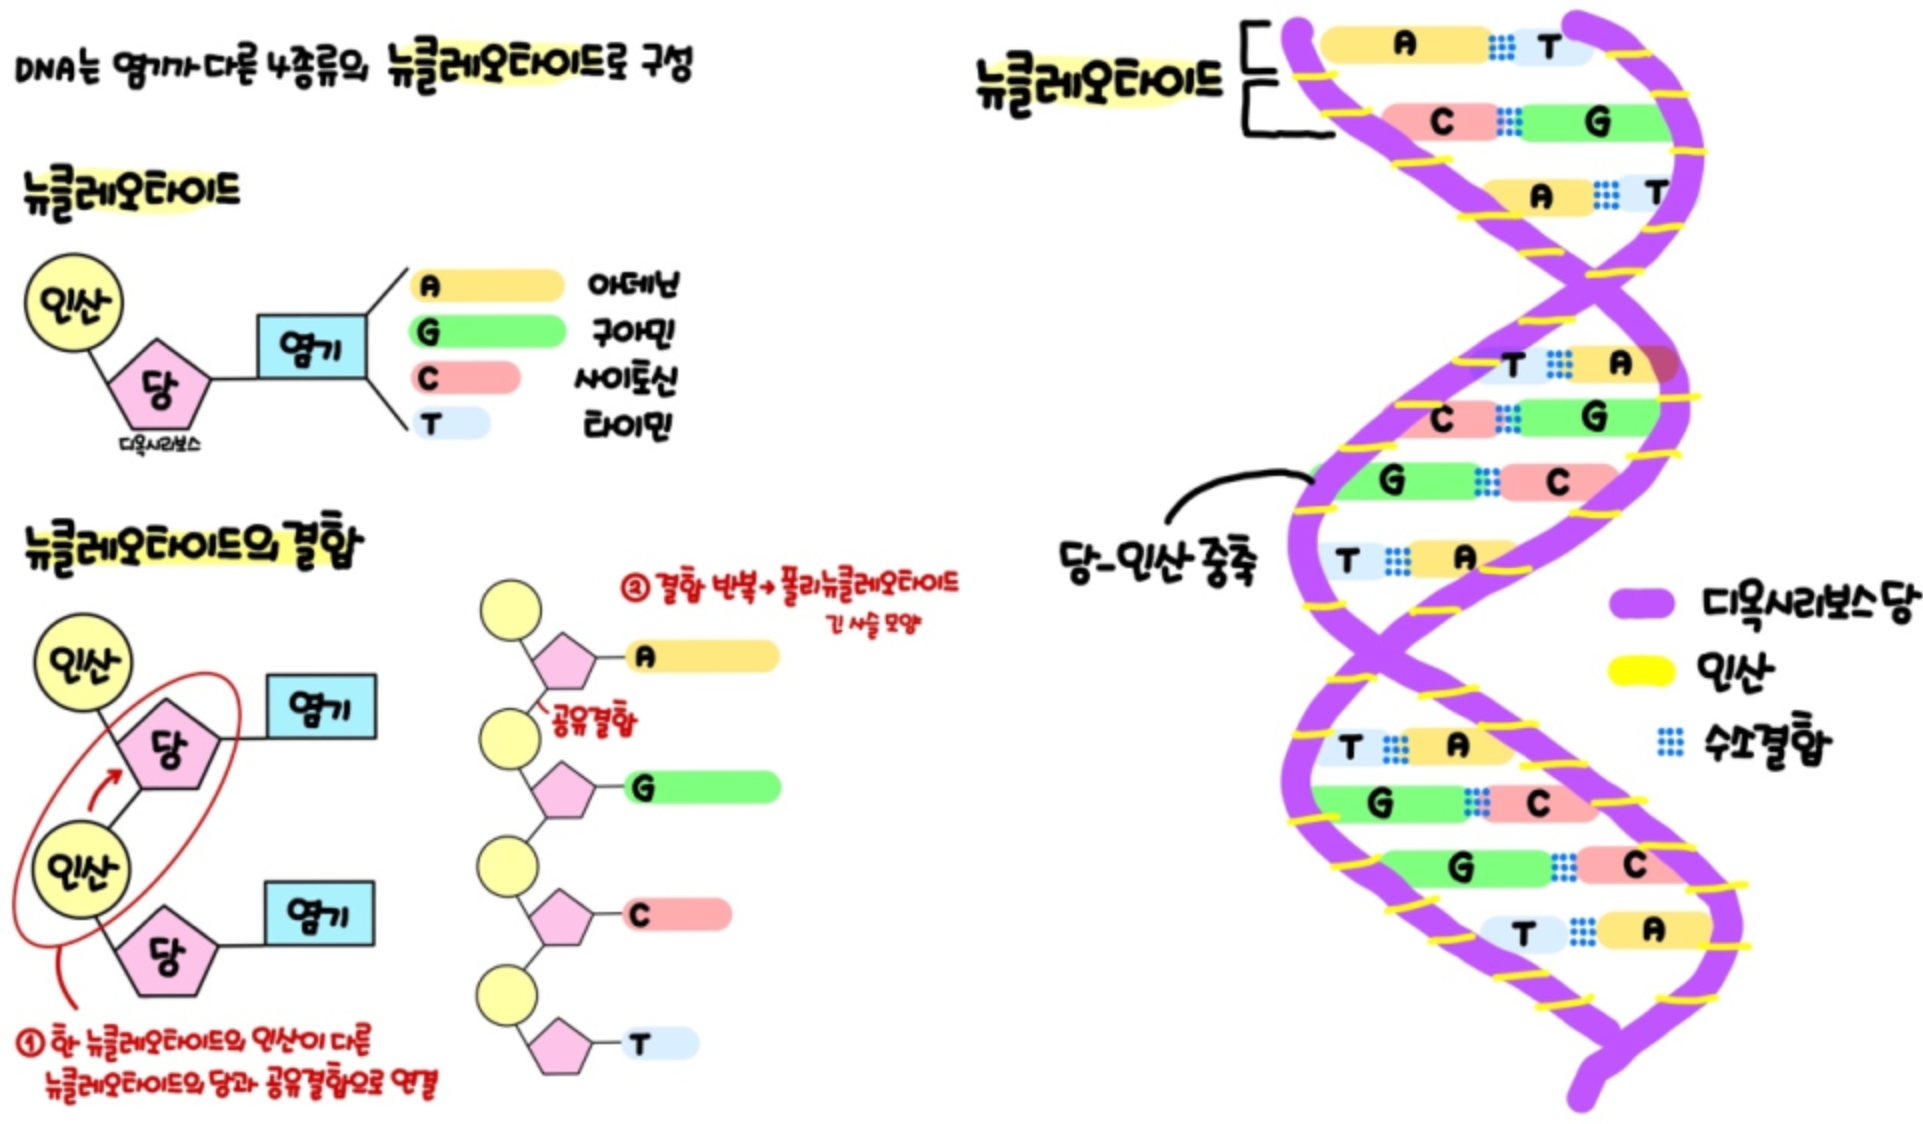 DNA는 염기가 다른 4종류의 뉴클레오타이드로 구성
뉴클레오타이드
인산
당
디옥시리보스
염기
A 아데닌
G 구아민
C 사이토신
T 타이민
뉴클레오타이드의 결합
인산
당
염기
인산
당
염기
① 한 뉴클레오타이드의 인산이 다른
뉴클레오타이드의 당과 공유결합으로 연결
② 결합 반복→ 폴리뉴클레오타이드
긴 사슬 모양
A
공유결합
G
C
T
뉴클레오타이드
A T
C G
A T
T A
C G
G C
T A
당-인산 중축
T A
G C
G C
T A
디옥시리보스당
인산
수소결합